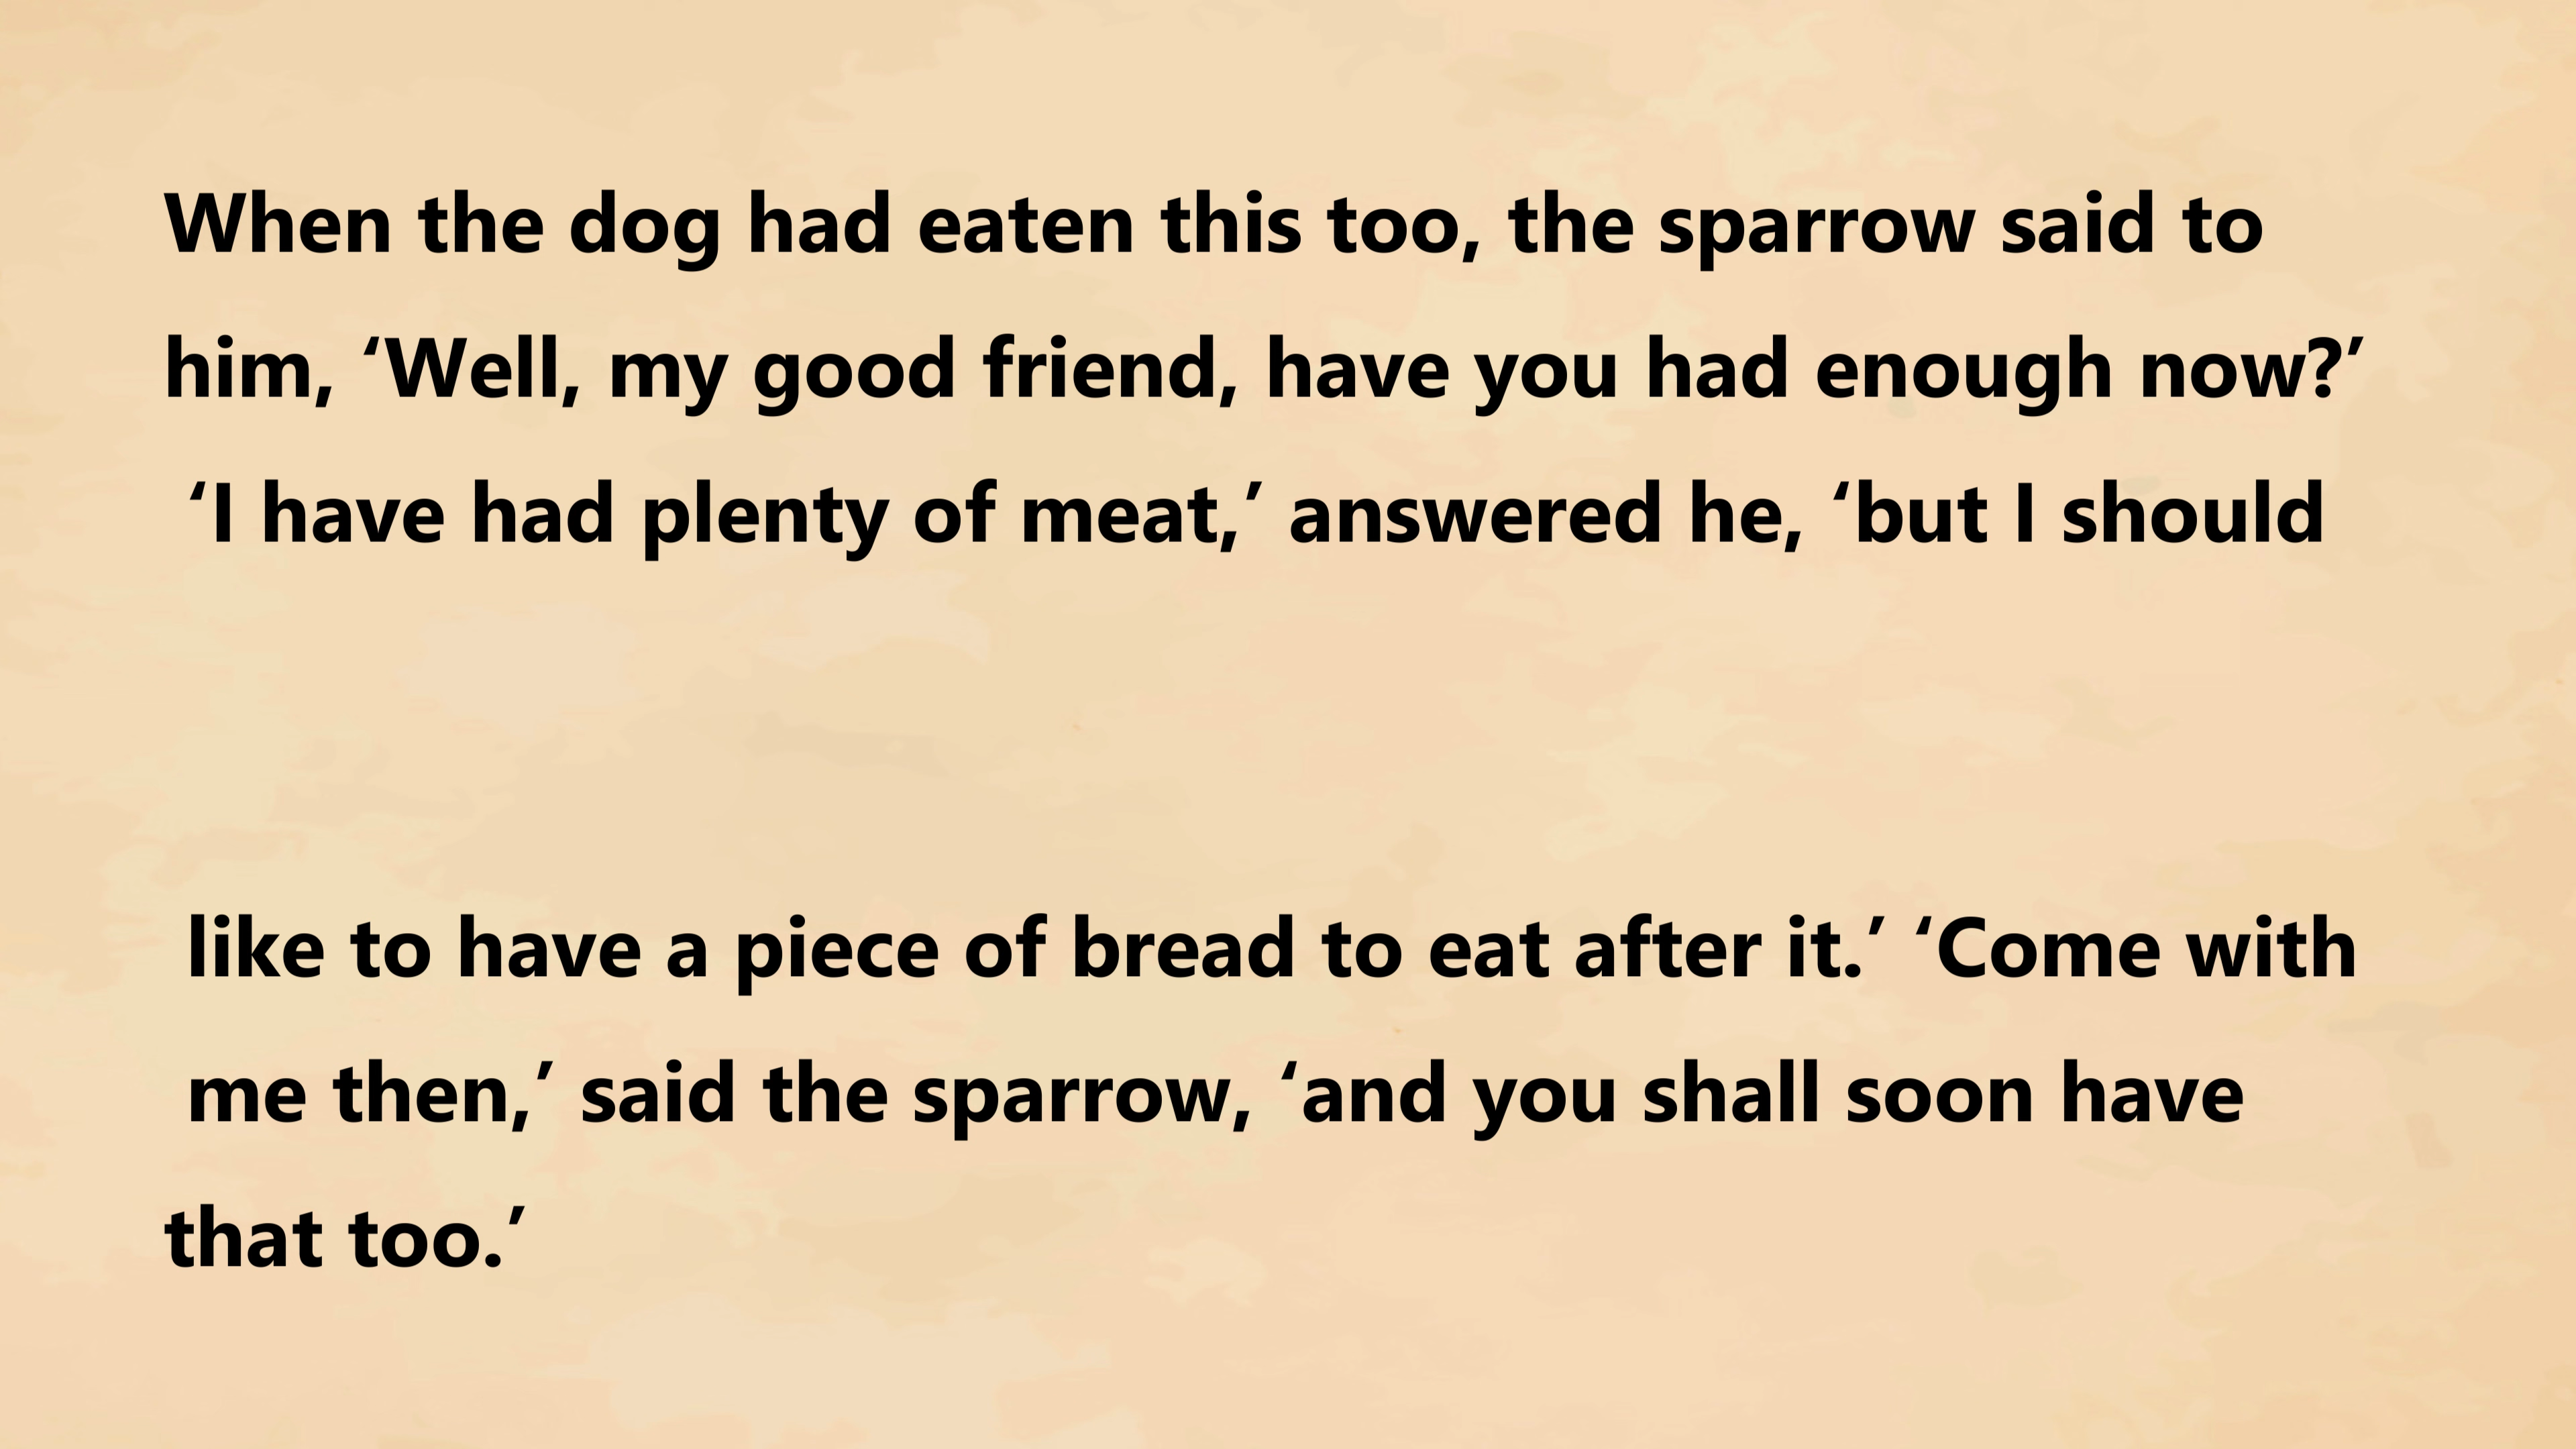 When the dog had eaten this too, the sparrow said to
him, ‘Well, my good friend, have you had enough now?’
‘I have had plenty of meat,’ answered he, ‘but I should
like to have a piece of bread to eat after it.’ ‘Come with
me then,’ said the sparrow, ‘and you shall soon have
that too.’